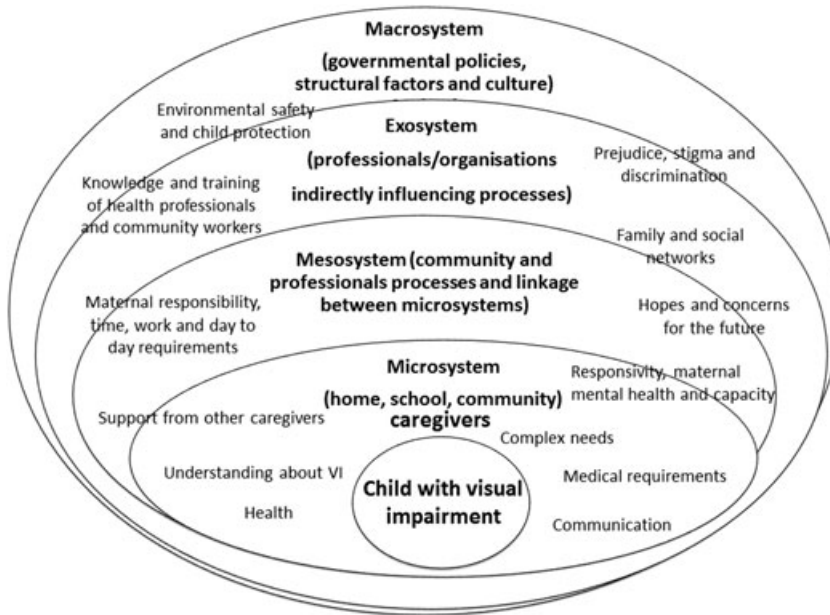 Macrosystem
(governmental policies,
structural factors and culture)
Environmental safety
and child protection
Exosystem
(professionals/organisations
indirectly influencing processes)
Prejudice, stigma and
discrimination
Knowledge and training
of health professionals
and community workers
Family and social
networks
Mesosystem (community and
professionals processes and linkage
between microsystems)
Maternal responsibility,
time, work and day to
day requirements
Hopes and concerns
for the future
Microsystem
(home, school, community)
caregivers
Responsivity, maternal
mental health and capacity
Support from other caregivers
Complex needs
Understanding about VI
Medical requirements
Child with visual
impairment
Health
Communication